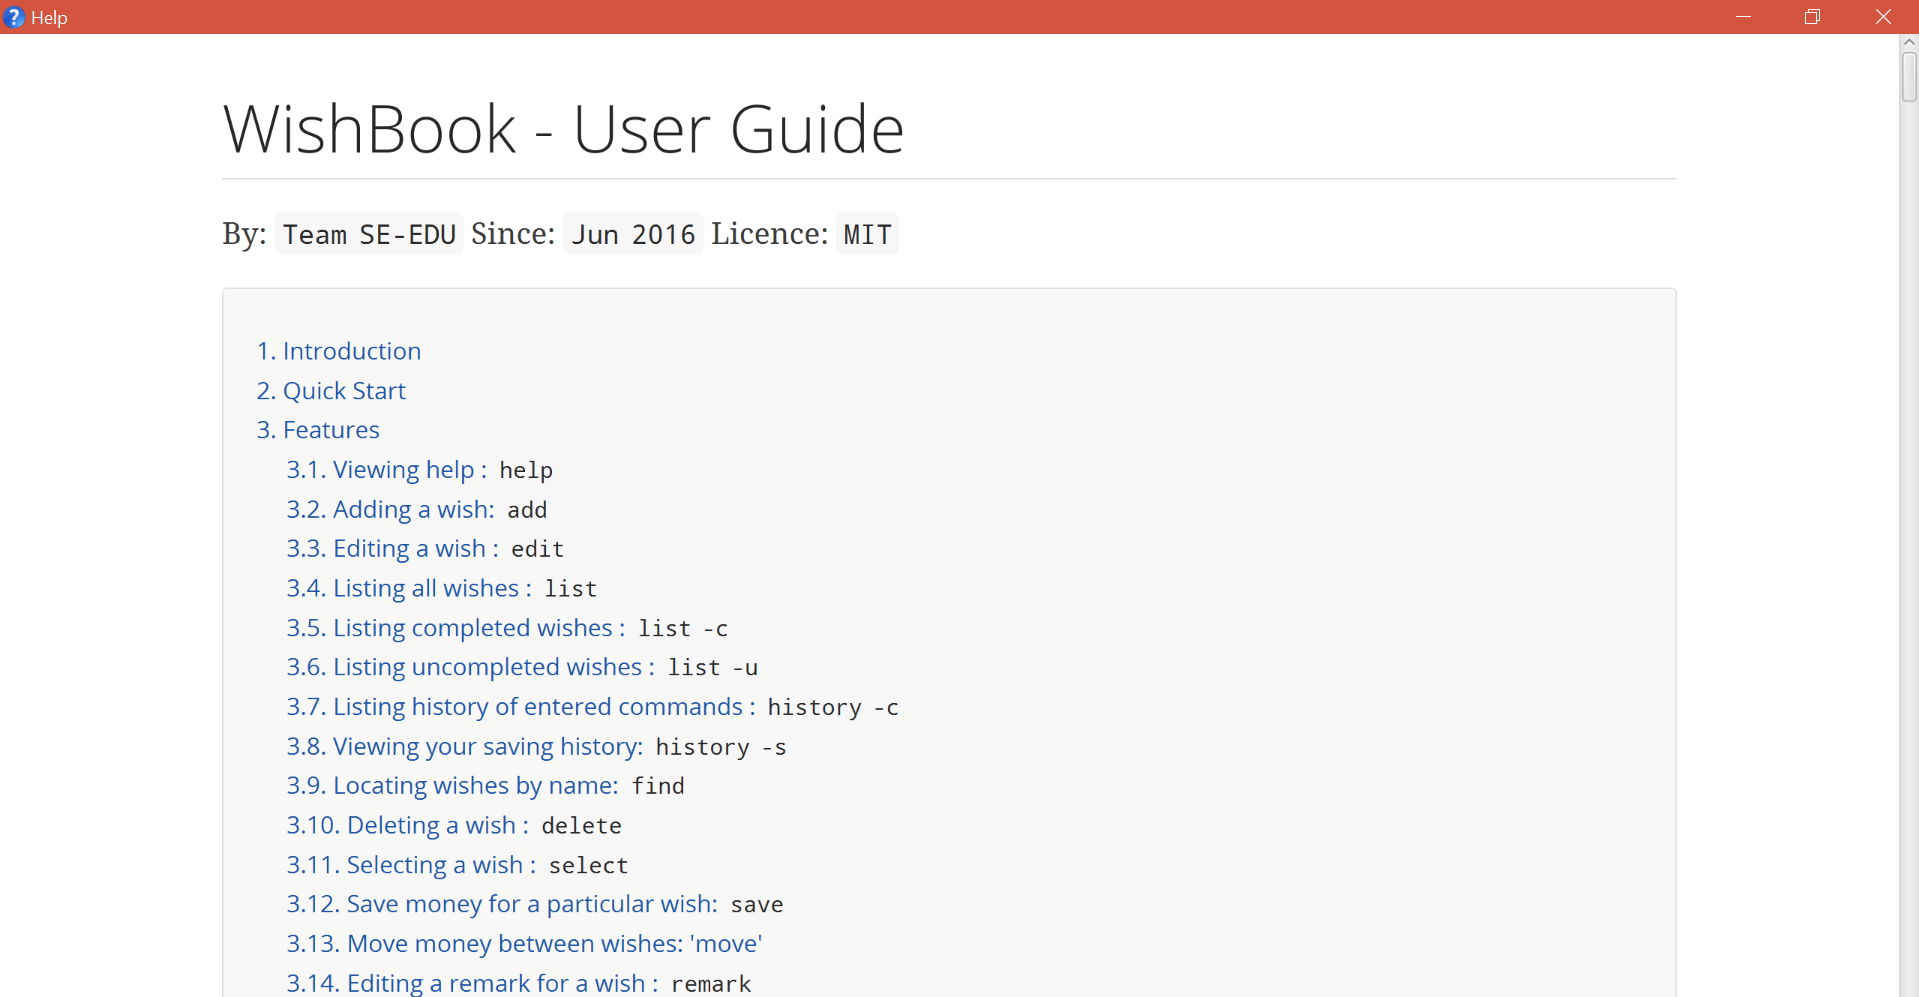 Help
WishBook - User Guide
By: Team SE-EDU Since: Jun 2016 Licence: MIT
1. Introduction
2. Quick Start
3. Features
3.1. Viewing help : help
3.2. Adding a wish: add
3.3. Editing a wish : edit
3.4. Listing all wishes : list
3.5. Listing completed wishes : list -c
3.6. Listing uncompleted wishes : list -u
3.7. Listing history of entered commands : history -c
3.8. Viewing your saving history: history -s
3.9. Locating wishes by name: find
3.10. Deleting a wish : delete
3.11. Selecting a wish : select
3.12. Save money for a particular wish: save
3.13. Move money between wishes: 'move'
3.14. Editing a remark for a wish : remark